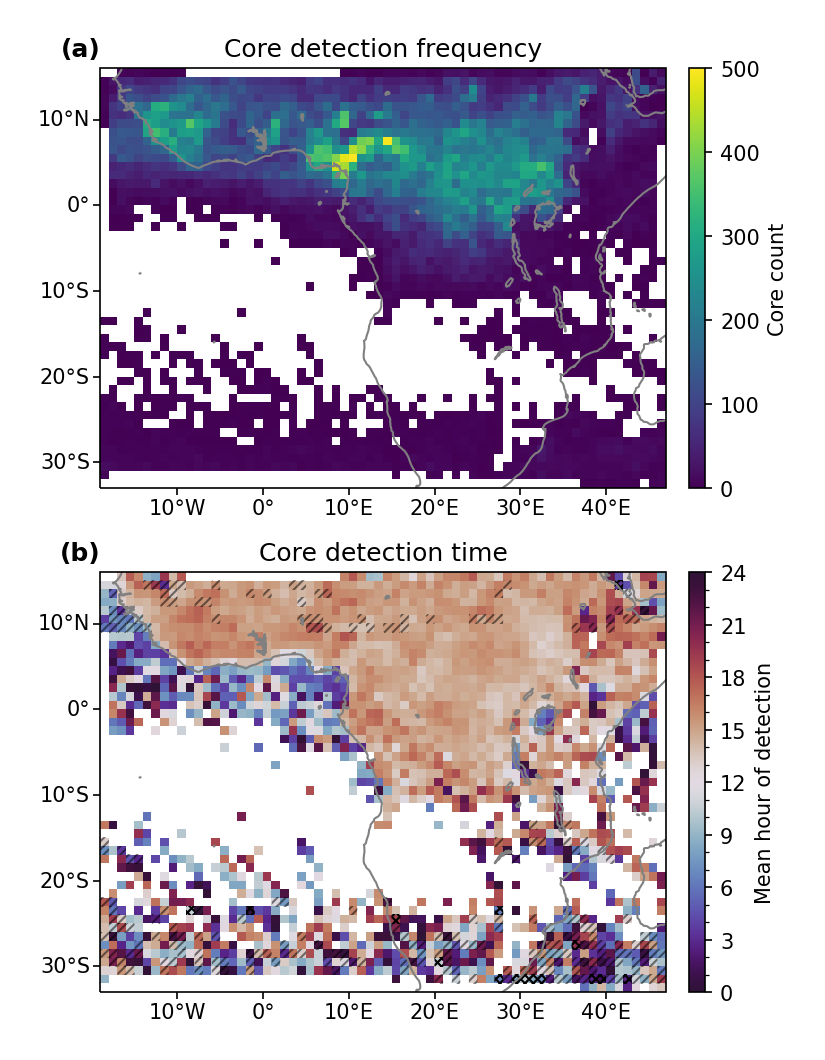 (a) Core detection frequency
10°N
0°
10°S
20°S
30°S
10°W 0° 10°E 20°E 30°E 40°E
500
400
300
200
100
0
Core count
(b) Core detection time
10°N
0°
10°S
20°S
30°S
10°W 0° 10°E 20°E 30°E 40°E
24
21
18
15
12
9
6
3
0
Mean hour of detection